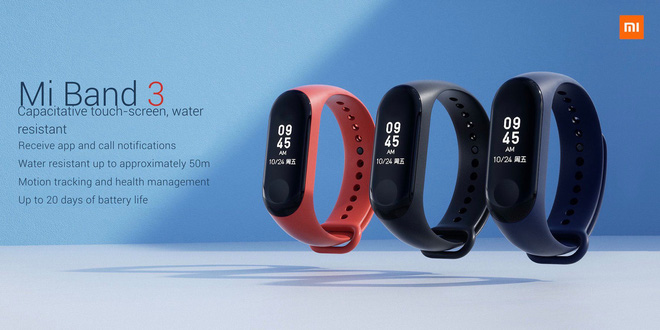 mi
Mi Band 3
Capacitative touch-screen, water
resistant
Receive app and call notifications
Water resistant up to approximately 50m
Motion tracking and health management
Up to 20 days of battery life
09
45
AM
10/24 周五
09
45
AM
10/24 周五
09
45
AM
10/24 周五